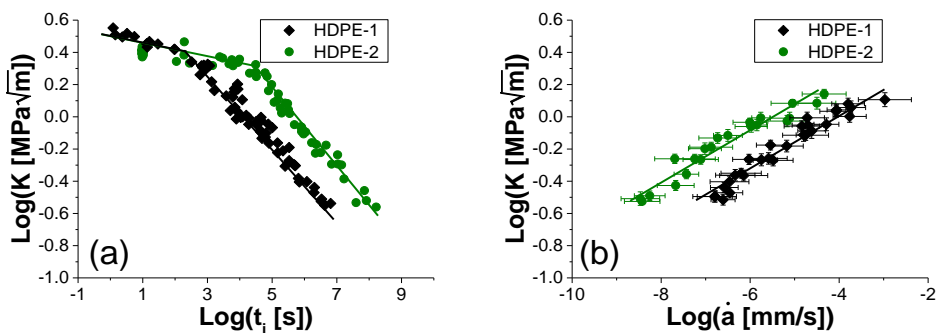 0.6
0.4
0.2
0.0
-0.2
-0.4
-0.6
-0.8
-1.0
Log(K [MPa√m])
HDPE-1
HDPE-2
(a)
-1
1
3
5
7
9
Log(t_i [s])
0.6
0.4
0.2
0.0
-0.2
-0.4
-0.6
-0.8
-1.0
Log(K [MPa√m])
HDPE-1
HDPE-2
(b)
-10
-8
-6
-4
-2
Log(ȧ [mm/s])